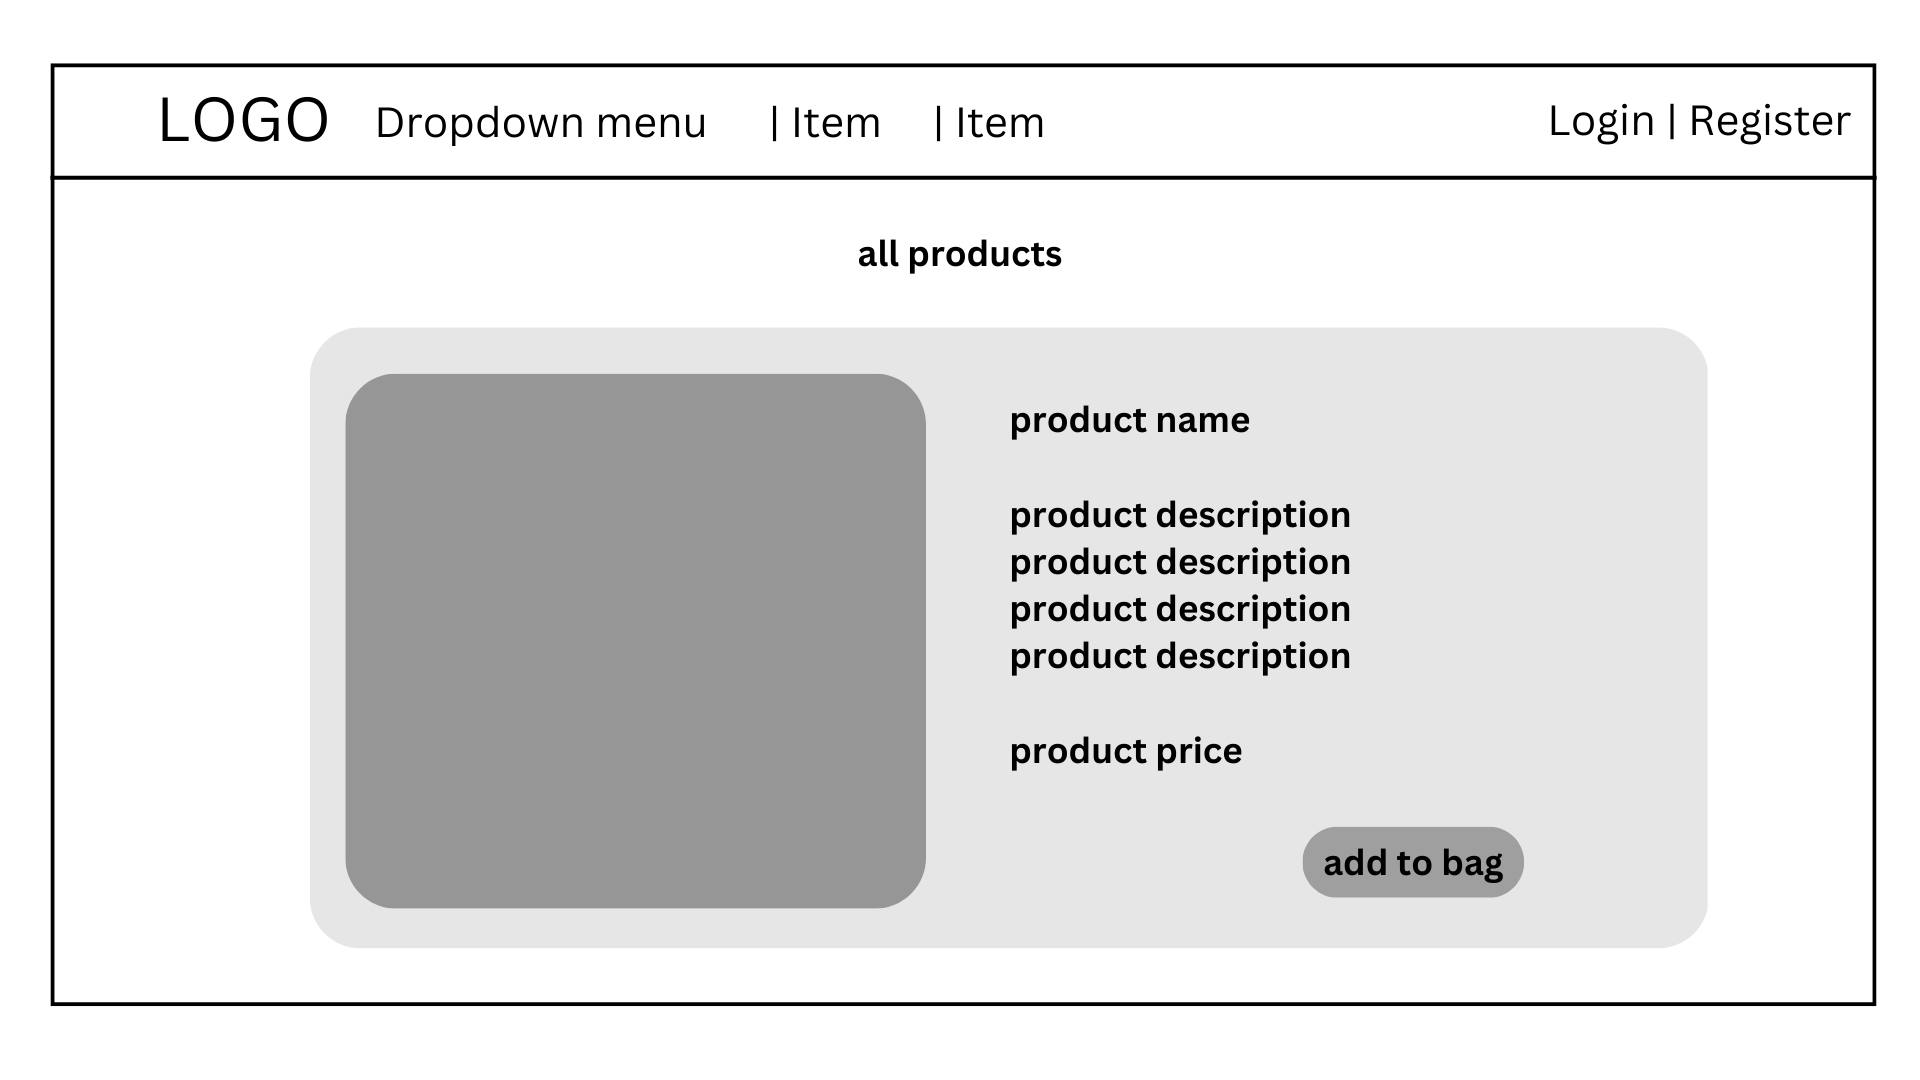 LOGO Dropdown menu | Item | Item Login | Register
all products
product name
product description
product description
product description
product description
product price
add to bag